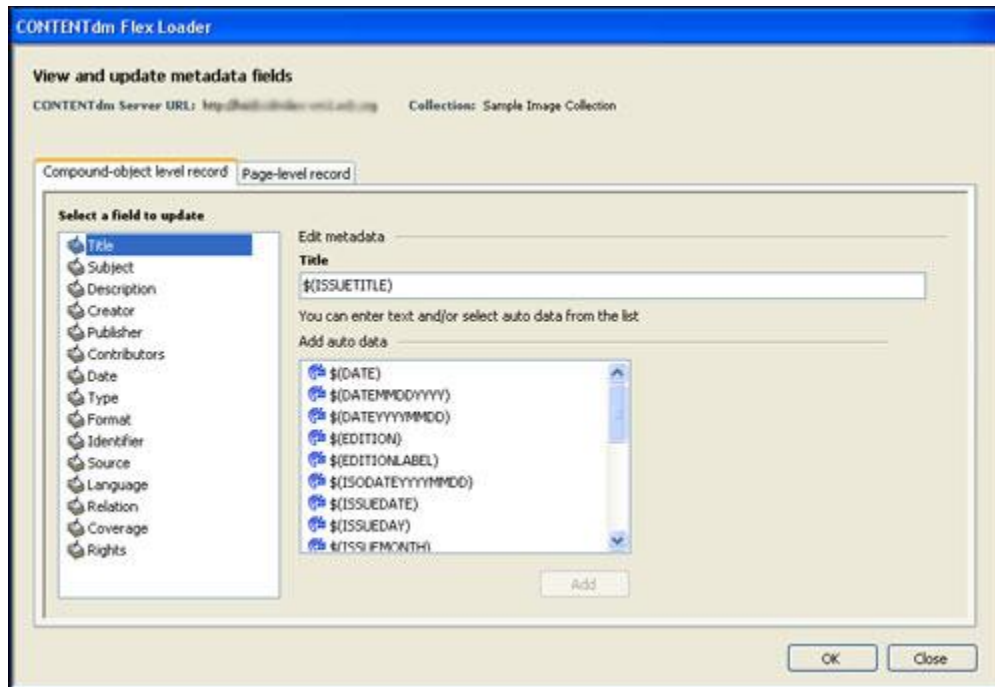 CONTENTdm Flex Loader
View and update metadata fields
CONTENTdm Server URL: Collection: Sample Image Collection
Compound-object level record Page-level record
Select a field to update
Title
Subject
Description
Creator
Publisher
Contributors
Date
Type
Format
Identifier
Source
Language
Relation
Coverage
Rights
Edit metadata
Title
$(ISSUETITLE)
You can enter text and/or select auto data from the list
Add auto data
$(DATE)
$(DATEMMDDYYYY)
$(DATEYYYYMMDD)
$(EDITION)
$(EDITIONLABEL)
$(ISODATEYYYYMMDD)
$(ISSUEDATE)
$(ISSUEDAY)
$(ISSUEMONTH)
Add
OK Close